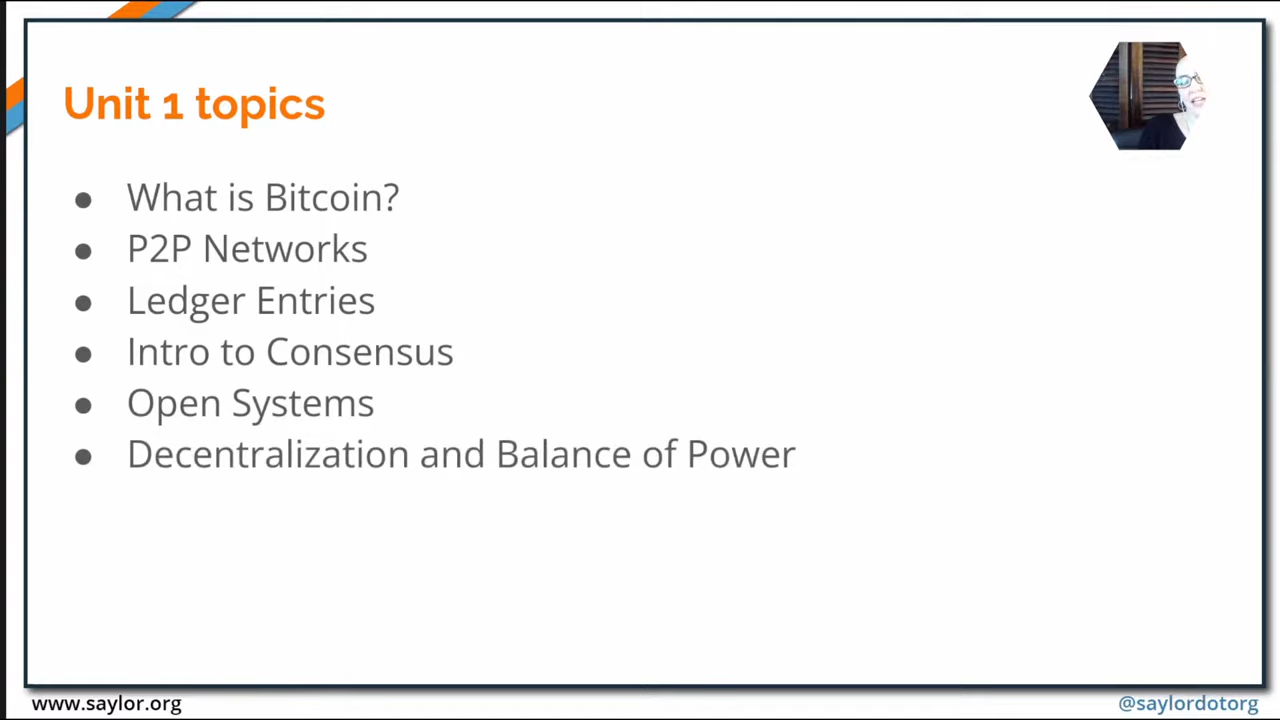 Unit 1 topics
● What is Bitcoin?
● P2P Networks
● Ledger Entries
● Intro to Consensus
● Open Systems
● Decentralization and Balance of Power
www.saylor.org
@saylordotorg